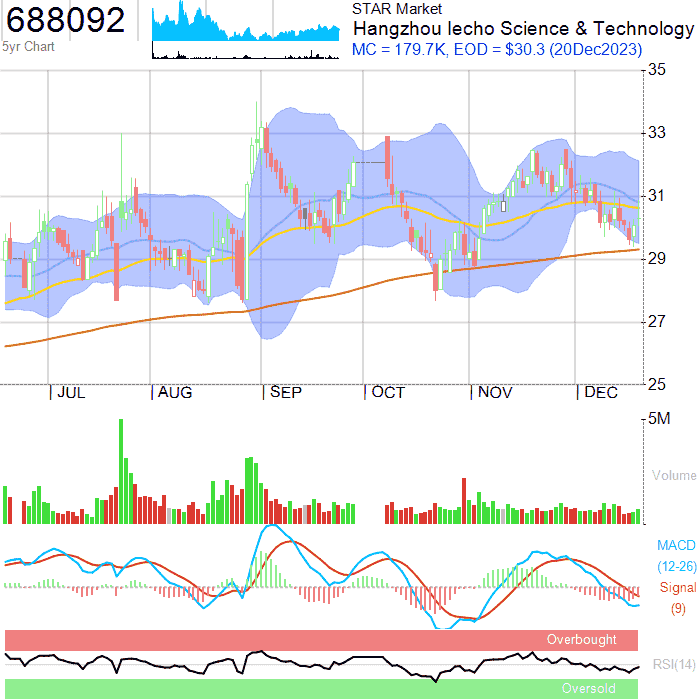 688092
STAR Market
Hangzhou Iecho Science & Technology
5yr Chart
MC = 179.7K, EOD = $30.3 (20Dec2023)
35
33
31
29
27
25
JUL AUG SEP OCT NOV DEC
5M
Volume
MACD
(12-26)
Signal
(9)
Overbought
RSI(14)
Oversold